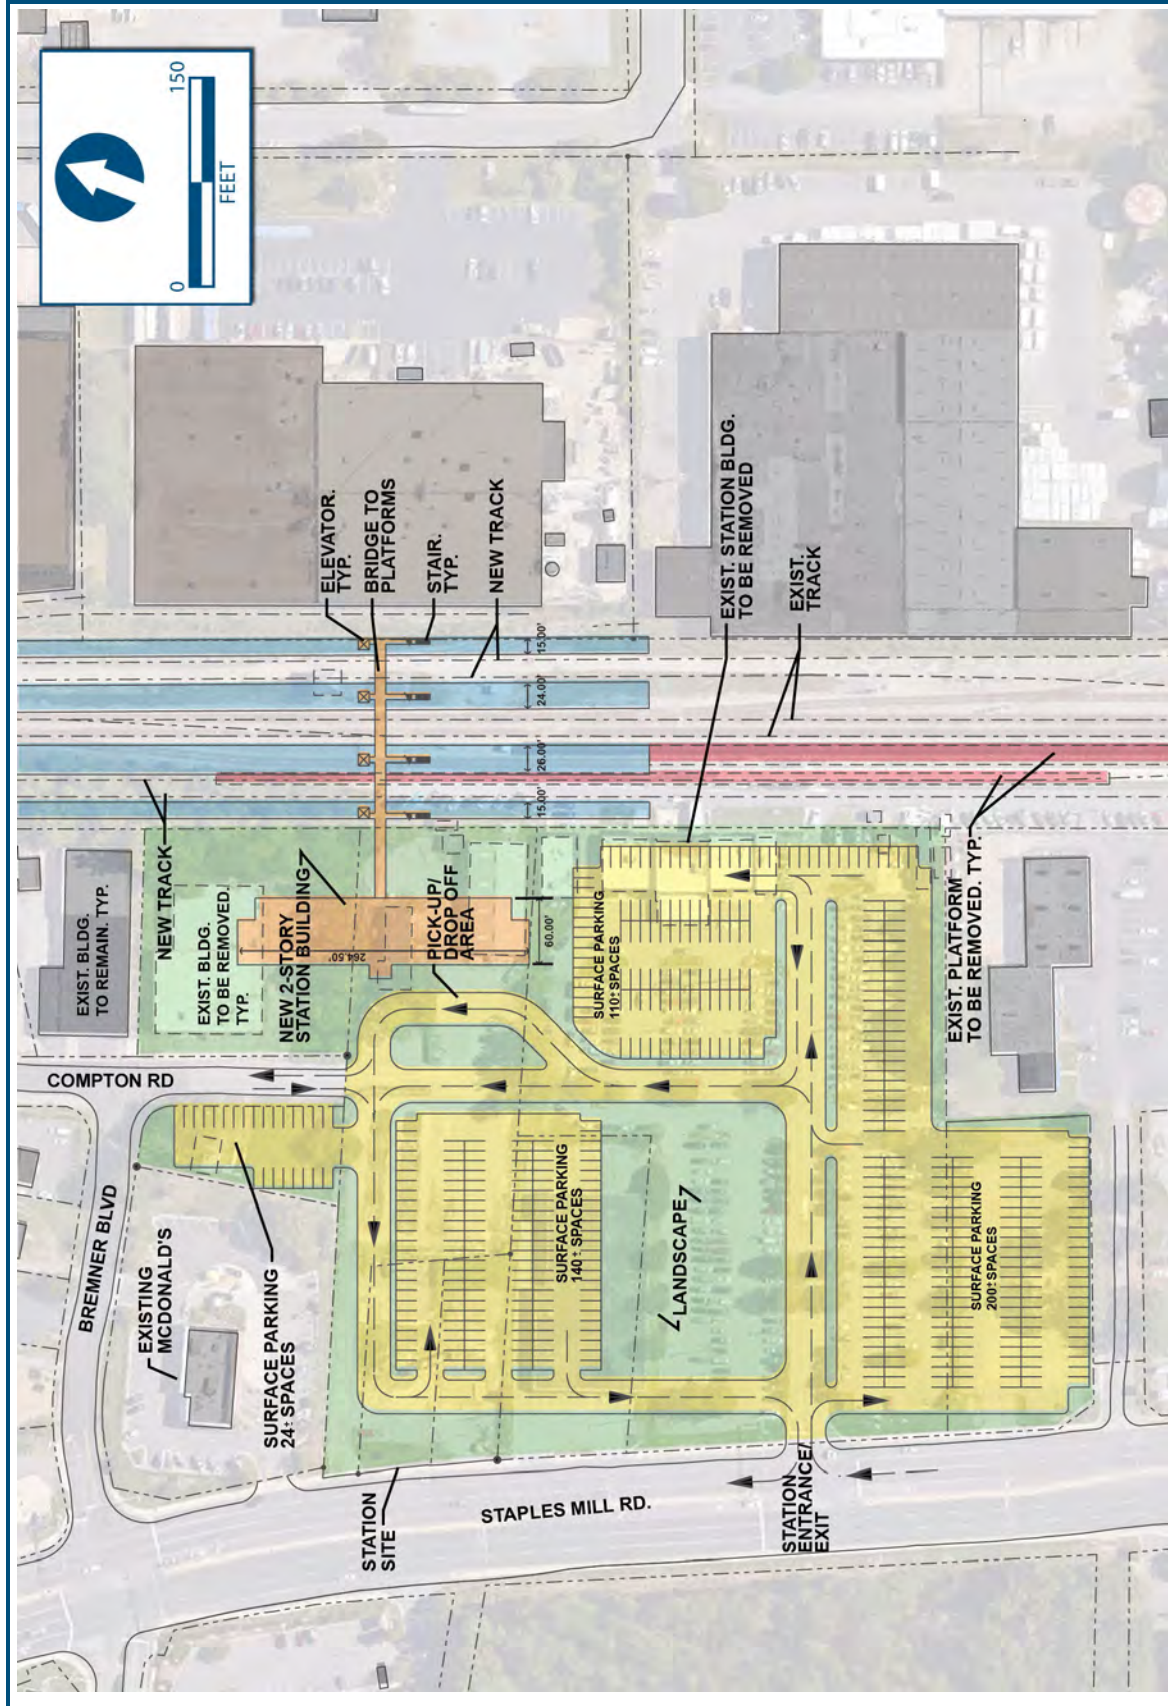 0
150
FEET
ELEVATOR.
TYP.
BRIDGE TO
PLATFORMS
STAIR.
TYP.
NEW TRACK
EXIST. STATION BLDG.
TO BE REMOVED
EXIST.
TRACK
15.00'
24.00'
26.00'
15.00'
EXIST. BLDG.
TO REMAIN. TYP.
NEW TRACK
EXIST. BLDG.
TO BE REMOVED.
TYP.
NEW 2-STORY
STATION BUILDING
264.50'
60.00'
PICK-UP/
DROP OFF
AREA
SURFACE PARKING
110± SPACES
EXIST. PLATFORM
TO BE REMOVED. TYP.
COMPTON RD
BREMNER BLVD
EXISTING
MCDONALD'S
SURFACE PARKING
24± SPACES
SURFACE PARKING
140± SPACES
LANDSCAPE
SURFACE PARKING
200± SPACES
STATION
SITE
STAPLES MILL RD.
STATION
ENTRANCE/
EXIT